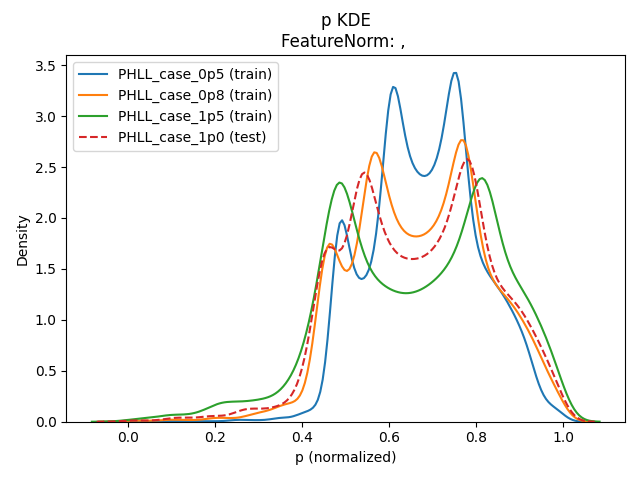 p KDE
FeatureNorm: ,
PHLL_case_0p5 (train)
PHLL_case_0p8 (train)
PHLL_case_1p5 (train)
PHLL_case_1p0 (test)
Density
3.5
3.0
2.5
2.0
1.5
1.0
0.5
0.0
0.0 0.2 0.4 0.6 0.8 1.0
p (normalized)